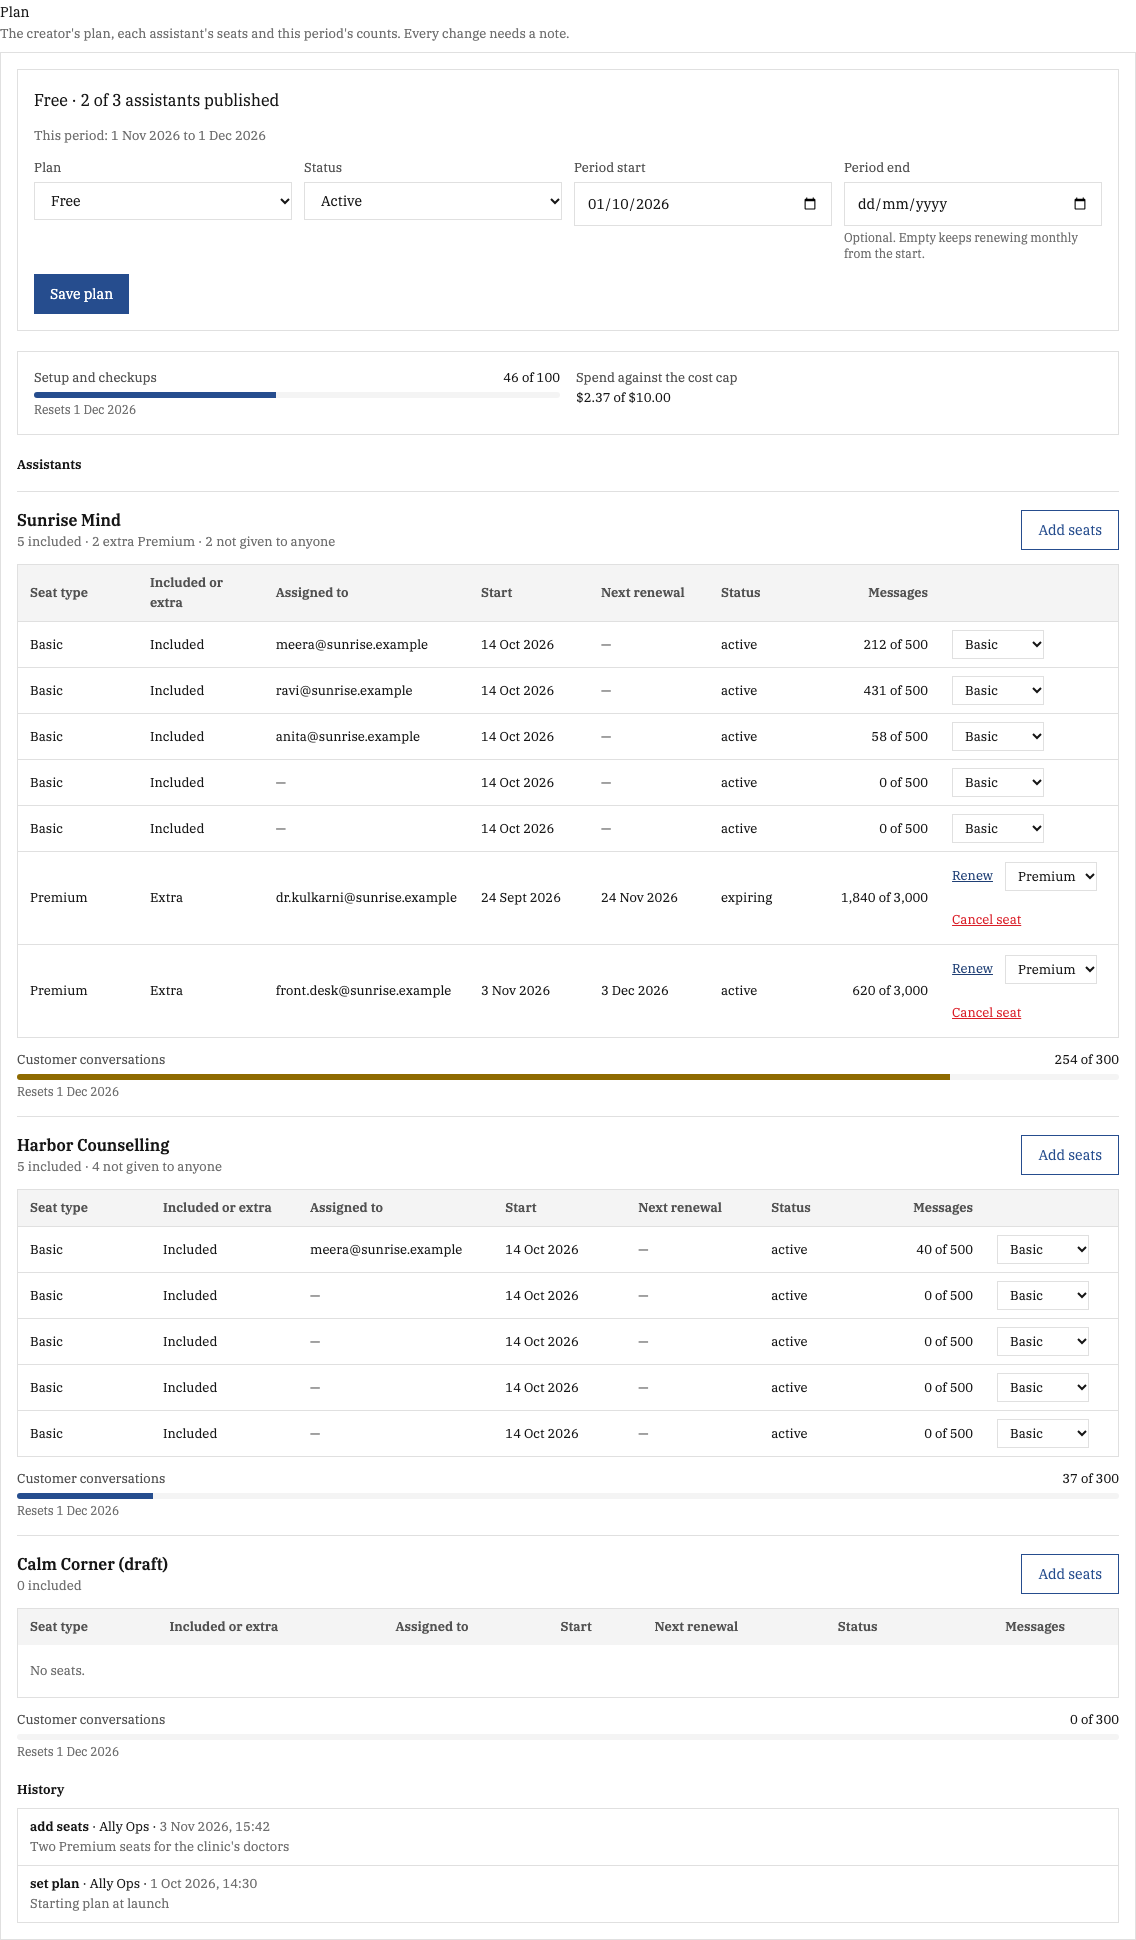 Plan
The creator's plan, each assistant's seats and this period's counts. Every change needs a note.
Free · 2 of 3 assistants published
This period: 1 Nov 2026 to 1 Dec 2026
Plan Status Period start Period end
Free Active 01/10/2026 dd/mm/yyyy
Optional. Empty keeps renewing monthly
from the start.
Save plan
Setup and checkups 46 of 100 Spend against the cost cap
$2.37 of $10.00
Resets 1 Dec 2026
Assistants
Sunrise Mind
Add seats
5 included · 2 extra Premium · 2 not given to anyone
Seat type Included or extra Assigned to Start Next renewal Status Messages
Basic Included meera@sunrise.example 14 Oct 2026 — active 212 of 500 Basic
Basic Included ravi@sunrise.example 14 Oct 2026 — active 431 of 500 Basic
Basic Included anita@sunrise.example 14 Oct 2026 — active 58 of 500 Basic
Basic Included — 14 Oct 2026 — active 0 of 500 Basic
Basic Included — 14 Oct 2026 — active 0 of 500 Basic
Premium Extra dr.kulkarni@sunrise.example 24 Sept 2026 24 Nov 2026 expiring 1,840 of 3,000 Renew Premium
Cancel seat
Premium Extra front.desk@sunrise.example 3 Nov 2026 3 Dec 2026 active 620 of 3,000 Renew Premium
Cancel seat
Customer conversations 254 of 300
Resets 1 Dec 2026
Harbor Counselling
Add seats
5 included · 4 not given to anyone
Seat type Included or extra Assigned to Start Next renewal Status Messages
Basic Included meera@sunrise.example 14 Oct 2026 — active 40 of 500 Basic
Basic Included — 14 Oct 2026 — active 0 of 500 Basic
Basic Included — 14 Oct 2026 — active 0 of 500 Basic
Basic Included — 14 Oct 2026 — active 0 of 500 Basic
Basic Included — 14 Oct 2026 — active 0 of 500 Basic
Customer conversations 37 of 300
Resets 1 Dec 2026
Calm Corner (draft)
Add seats
0 included
Seat type Included or extra Assigned to Start Next renewal Status Messages
No seats.
Customer conversations 0 of 300
Resets 1 Dec 2026
History
add seats · Ally Ops · 3 Nov 2026, 15:42
Two Premium seats for the clinic's doctors
set plan · Ally Ops · 1 Oct 2026, 14:30
Starting plan at launch